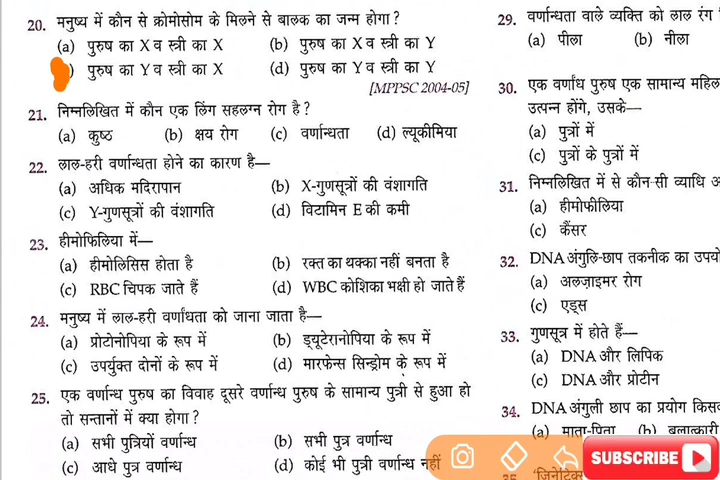 20. मनुष्य में कौन से क्रोमोसोम के मिलने से बालक का जन्म होगा?
(a) पुरुष का X व स्त्री का X (b) पुरुष का X व स्त्री का Y
) पुरुष का Y व स्त्री का X (d) पुरुष का Y व स्त्री का Y
[MPPSC 2004-05]
21. निम्नलिखित में कौन एक लिंग सहलग्न रोग है?
(a) कुष्ठ (b) क्षय रोग (c) वर्णान्धता (d) ल्यूकीमिया
22. लाल-हरी वर्णान्धता होने का कारण है—
(a) अधिक मदिरापान (b) X-गुणसूत्रों की वंशागति
(c) Y-गुणसूत्रों की वंशागति (d) विटामिन E की कमी
23. हीमोफिलिया में—
(a) हीमोलिसिस होता है (b) रक्त का थक्का नहीं बनता है
(c) RBC चिपक जाते हैं (d) WBC कोशिका भक्षी हो जाते हैं
24. मनुष्य में लाल-हरी वर्णांधता को जाना जाता है—
(a) प्रोटोनोपिया के रूप में (b) ड्यूटेरानोपिया के रूप में
(c) उपर्युक्त दोनों के रूप में (d) मारफेन्स सिन्ड्रोम के रूप में
25. एक वर्णान्ध पुरुष का विवाह दूसरे वर्णान्ध पुरुष के सामान्य पुत्री से हुआ हो
तो सन्तानों में क्या होगा?
(a) सभी पुत्रियों वर्णान्ध (b) सभी पुत्र वर्णान्ध
(c) आधे पुत्र वर्णान्ध (d) कोई भी पुत्री वर्णान्ध नहीं
29. वर्णान्धता वाले व्यक्ति को लाल रंग
(a) पीला (b) नीला
30. एक वर्णांध पुरुष एक सामान्य
उत्पन्न होंगे, उसके—
(a) पुत्रों में
(c) पुत्रों के पुत्रों में
31. निम्नलिखित में से कौन-सी व्याधि
(a) हीमोफीलिया
(c) कैंसर
32. DNA अंगुलि-छाप तकनीक का
(a) अलज़ाइमर रोग
(c) एड्स
33. गुणसूत्र में होते हैं—
(a) DNA और लिपिक
(c) DNA और प्रोटीन
34. DNA अंगुली छाप का प्रयोग
(a) माता-पिता (b) बलात्कारी
SUBSCRIBE